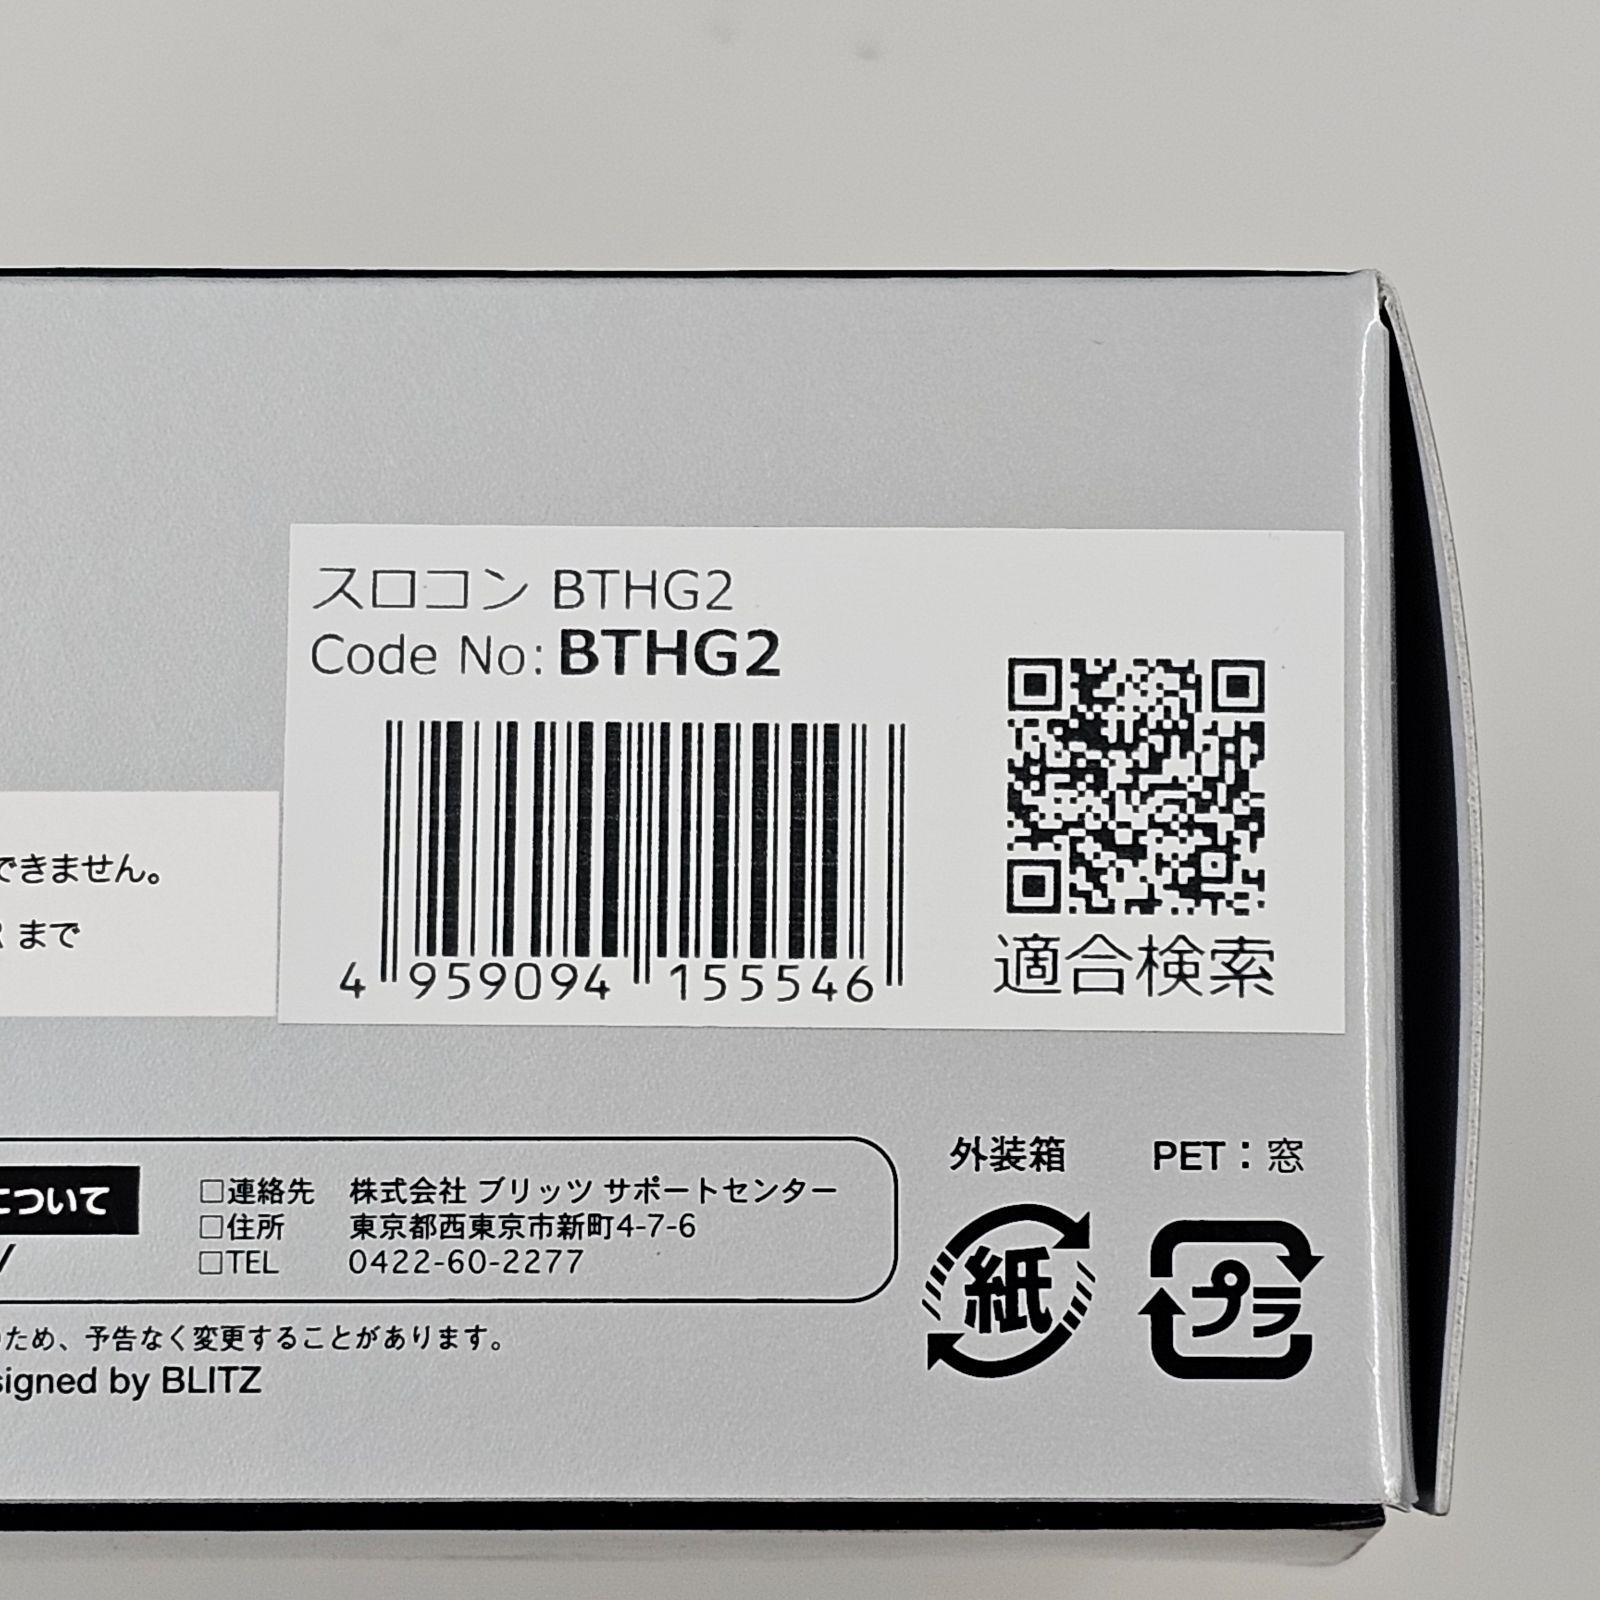 スロコン BTHG2
Code No: BTHG2
4 959094 155546
適合検索
できません。
まで
について
□連絡先 株式会社 ブリッツ サポートセンター
□住所 東京都西東京市新町4-7-6
□TEL 0422-60-2277
ため、予告なく変更することがあります。
signed by BLITZ
外装箱
紙
PET：窓
プラ